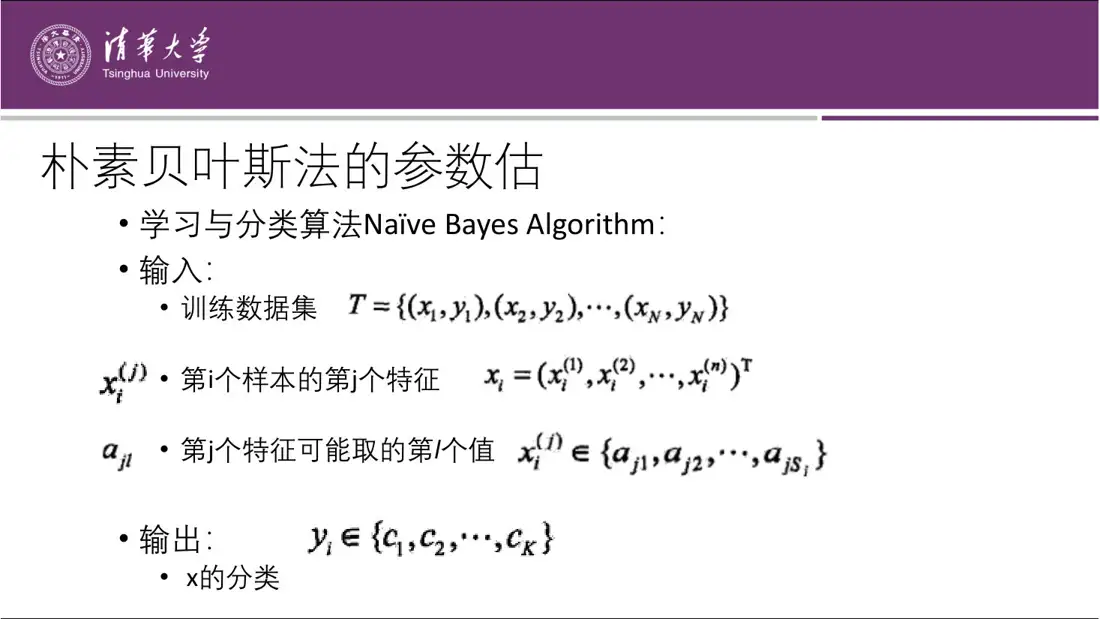 清华大学
Tsinghua University
朴素贝叶斯法的参数估
• 学习与分类算法Naïve Bayes Algorithm：
• 输入：
• 训练数据集 T = {(x₁, y₁), (x₂, y₂), ⋯, (x_N, y_N)}
x_i^(j) • 第i个样本的第j个特征 x_i = (x_i^(1), x_i^(2), ⋯, x_i^(n))^T
a_jl • 第j个特征可能取的第l个值 x_i^(j) ∈ {a_j1, a_j2, ⋯, a_jS_i}
• 输出： y_i ∈ {c₁, c₂, ⋯, c_K}
• x的分类